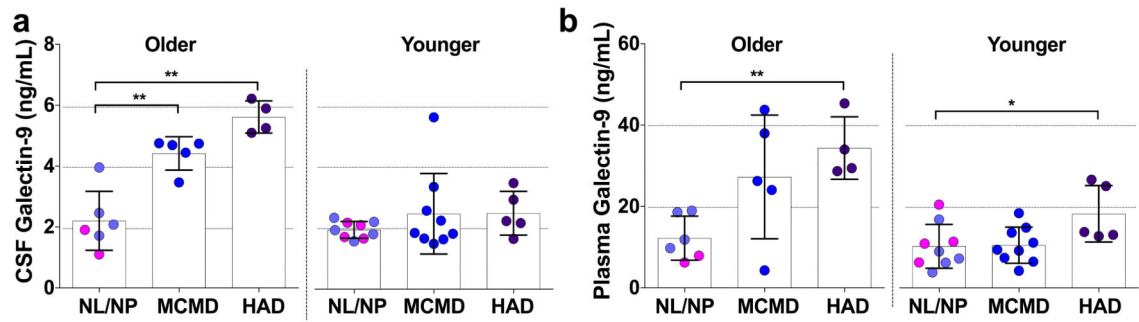 a
Older
Younger
CSF Galectin-9 (ng/mL)
8
6
4
2
0
**
**
NL/NP MCMD HAD
NL/NP MCMD HAD
b
Older
Younger
Plasma Galectin-9 (ng/mL)
60
40
20
0
**
*
NL/NP MCMD HAD
NL/NP MCMD HAD